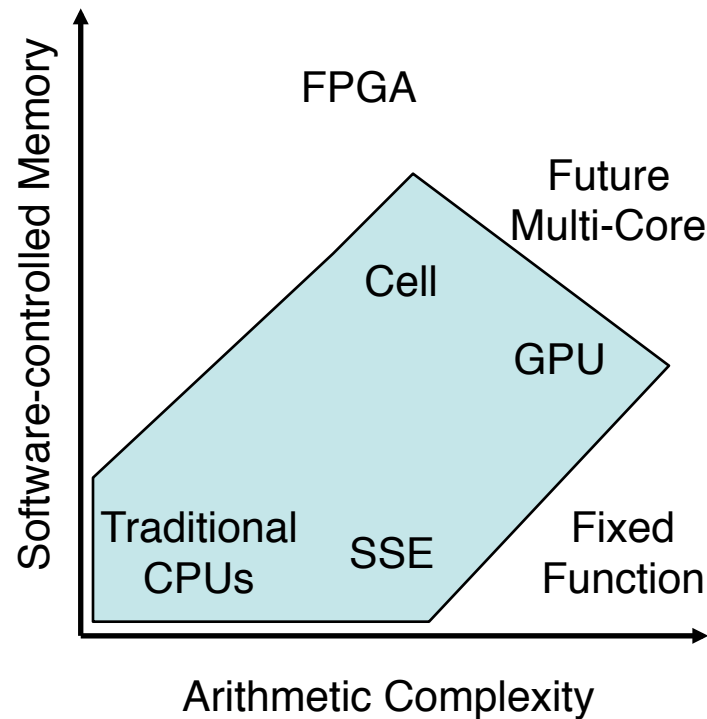 Software-controlled Memory
FPGA
Future
Multi-Core
Cell
GPU
Traditional
CPUs
SSE
Fixed
Function
Arithmetic Complexity